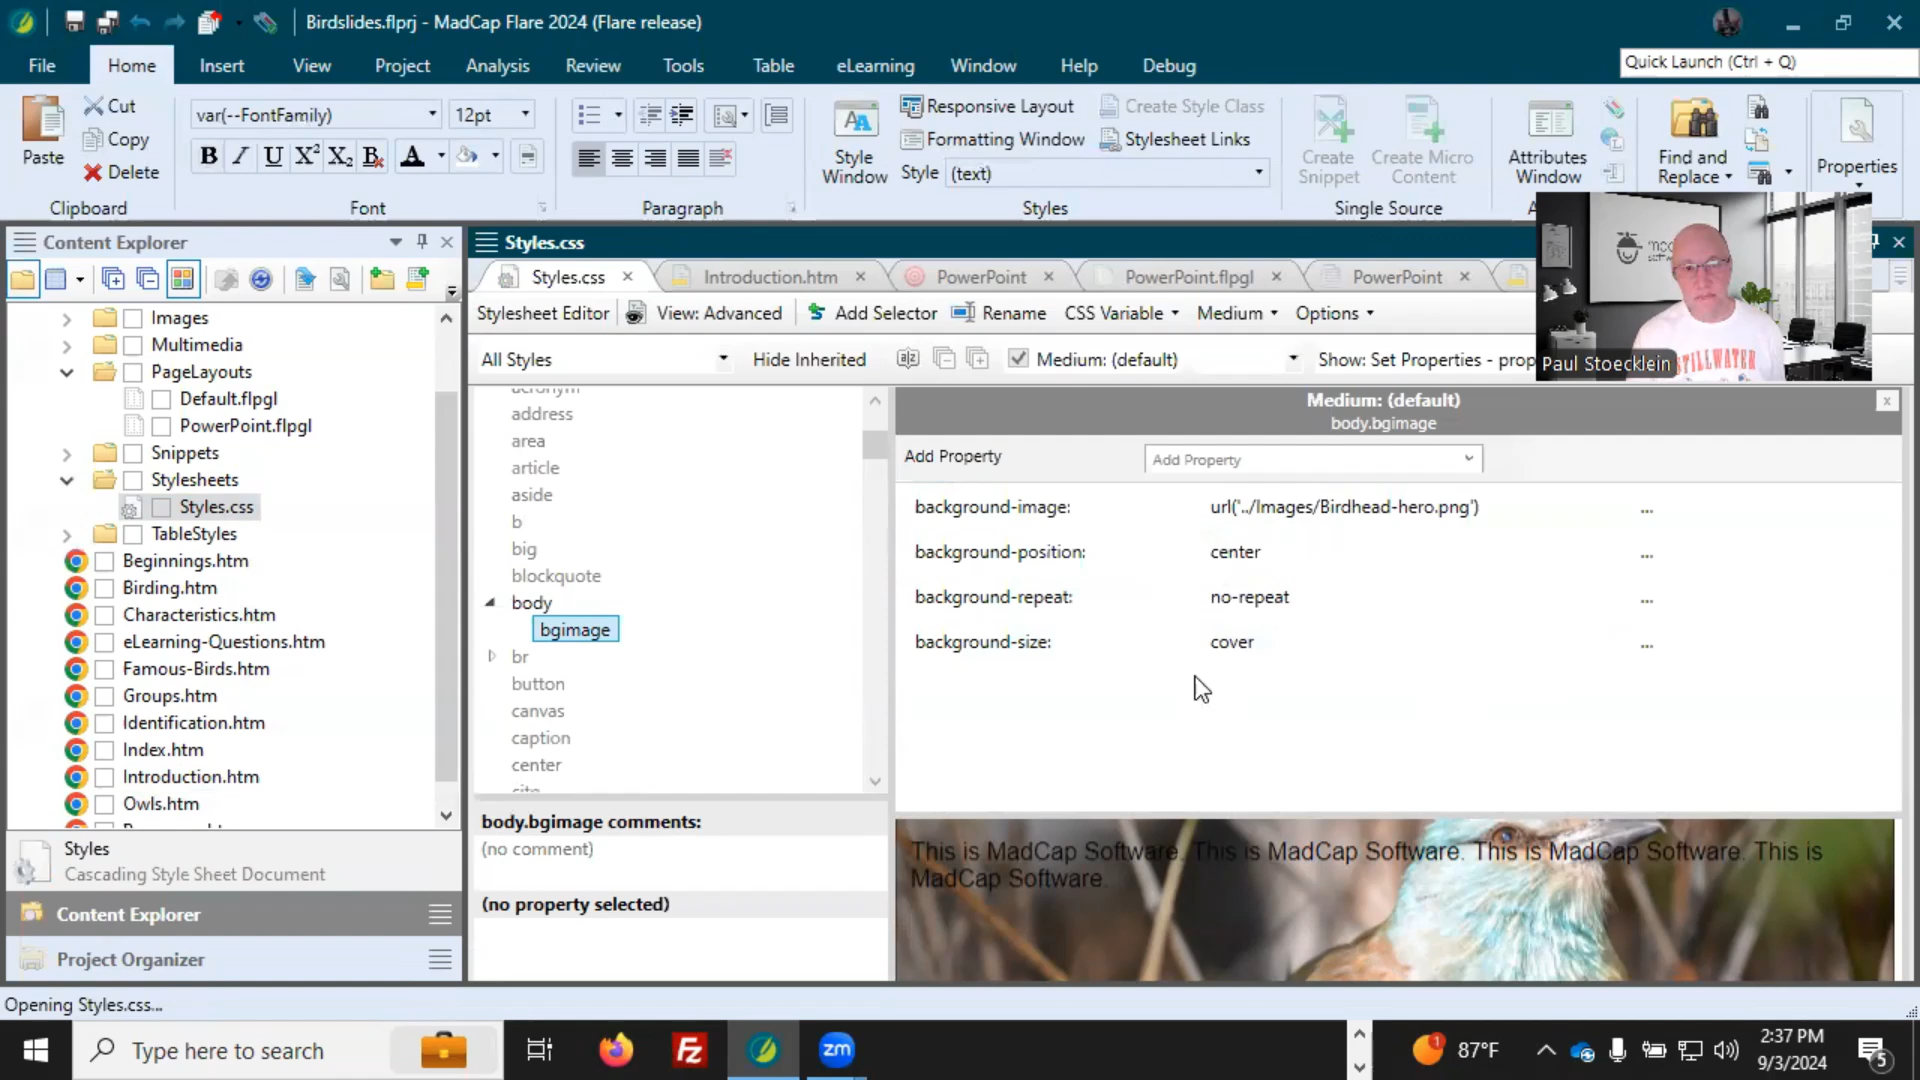 Birdslides.flprj - MadCap Flare 2024 (Flare release)
File Home Insert View Project Analysis Review Tools Table eLearning Window Help Debug
Quick Launch (Ctrl + Q)
Paste
Cut
Copy
Delete
Clipboard
var(--FontFamily) 12pt
B I U X² X₂ B A
Font
Paragraph
Style Window
Responsive Layout
Formatting Window
Style (text)
Create Style Class
Stylesheet Links
Styles
Create Snippet
Create Micro Content
Single Source
Attributes Window
Find and Replace
Properties
Content Explorer
Images
Multimedia
PageLayouts
Default.flpgl
PowerPoint.flpgl
Snippets
Stylesheets
Styles.css
TableStyles
Beginnings.htm
Birding.htm
Characteristics.htm
eLearning-Questions.htm
Famous-Birds.htm
Groups.htm
Identification.htm
Index.htm
Introduction.htm
Owls.htm
Styles
Cascading Style Sheet Document
Content Explorer
Project Organizer
Styles.css
Styles.css Introduction.htm PowerPoint PowerPoint.flpgl PowerPoint
Stylesheet Editor View: Advanced Add Selector Rename CSS Variable Medium Options
All Styles Hide Inherited Medium: (default) Show: Set Properties - prop
acronym
address
area
article
aside
b
big
blockquote
body
bgimage
br
button
canvas
caption
center
cite
body.bgimage comments:
(no comment)
(no property selected)
Medium: (default)
body.bgimage
Add Property Add Property
background-image: url('../Images/Birdhead-hero.png') ...
background-position: center ...
background-repeat: no-repeat ...
background-size: cover ...
This is MadCap Software. This is MadCap Software. This is MadCap Software. This is
MadCap Software.
Paul Stoecklein
STILLWATER
Opening Styles.css...
Type here to search
Fz
zm
1
87°F
2:37 PM
9/3/2024
5